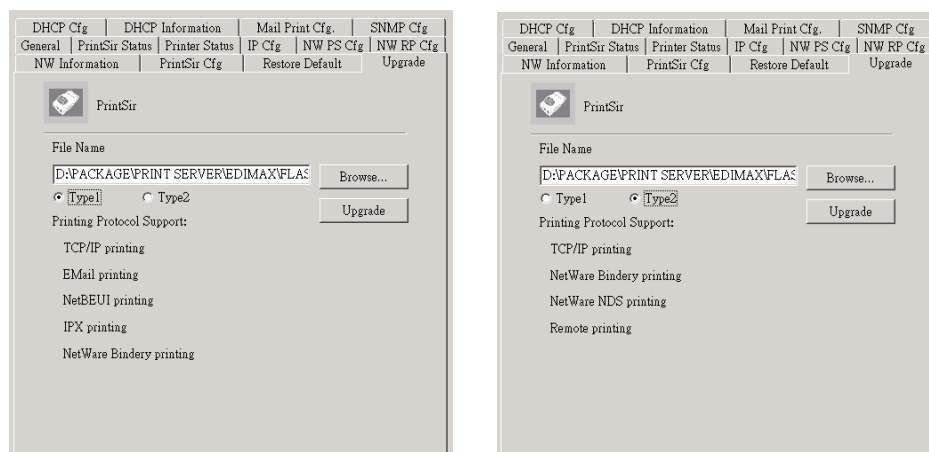 DHCP Cfg DHCP Information Mail Print Cfg. SNMP Cfg
General PrintSir Status Printer Status IP Cfg NW PS Cfg NW RP Cfg
NW Information PrintSir Cfg Restore Default Upgrade
PrintSir
File Name
D:\PACKAGE\PRINT SERVER\EDIMAX\FLAS Browse...
Type1 Type2 Upgrade
Printing Protocol Support:
TCP/IP printing
EMail printing
NetBEUI printing
IPX printing
NetWare Bindery printing
DHCP Cfg DHCP Information Mail Print Cfg. SNMP Cfg
General PrintSir Status Printer Status IP Cfg NW PS Cfg NW RP Cfg
NW Information PrintSir Cfg Restore Default Upgrade
PrintSir
File Name
D:\PACKAGE\PRINT SERVER\EDIMAX\FLAS Browse...
Type1 Type2 Upgrade
Printing Protocol Support:
TCP/IP printing
NetWare Bindery printing
NetWare NDS printing
Remote printing